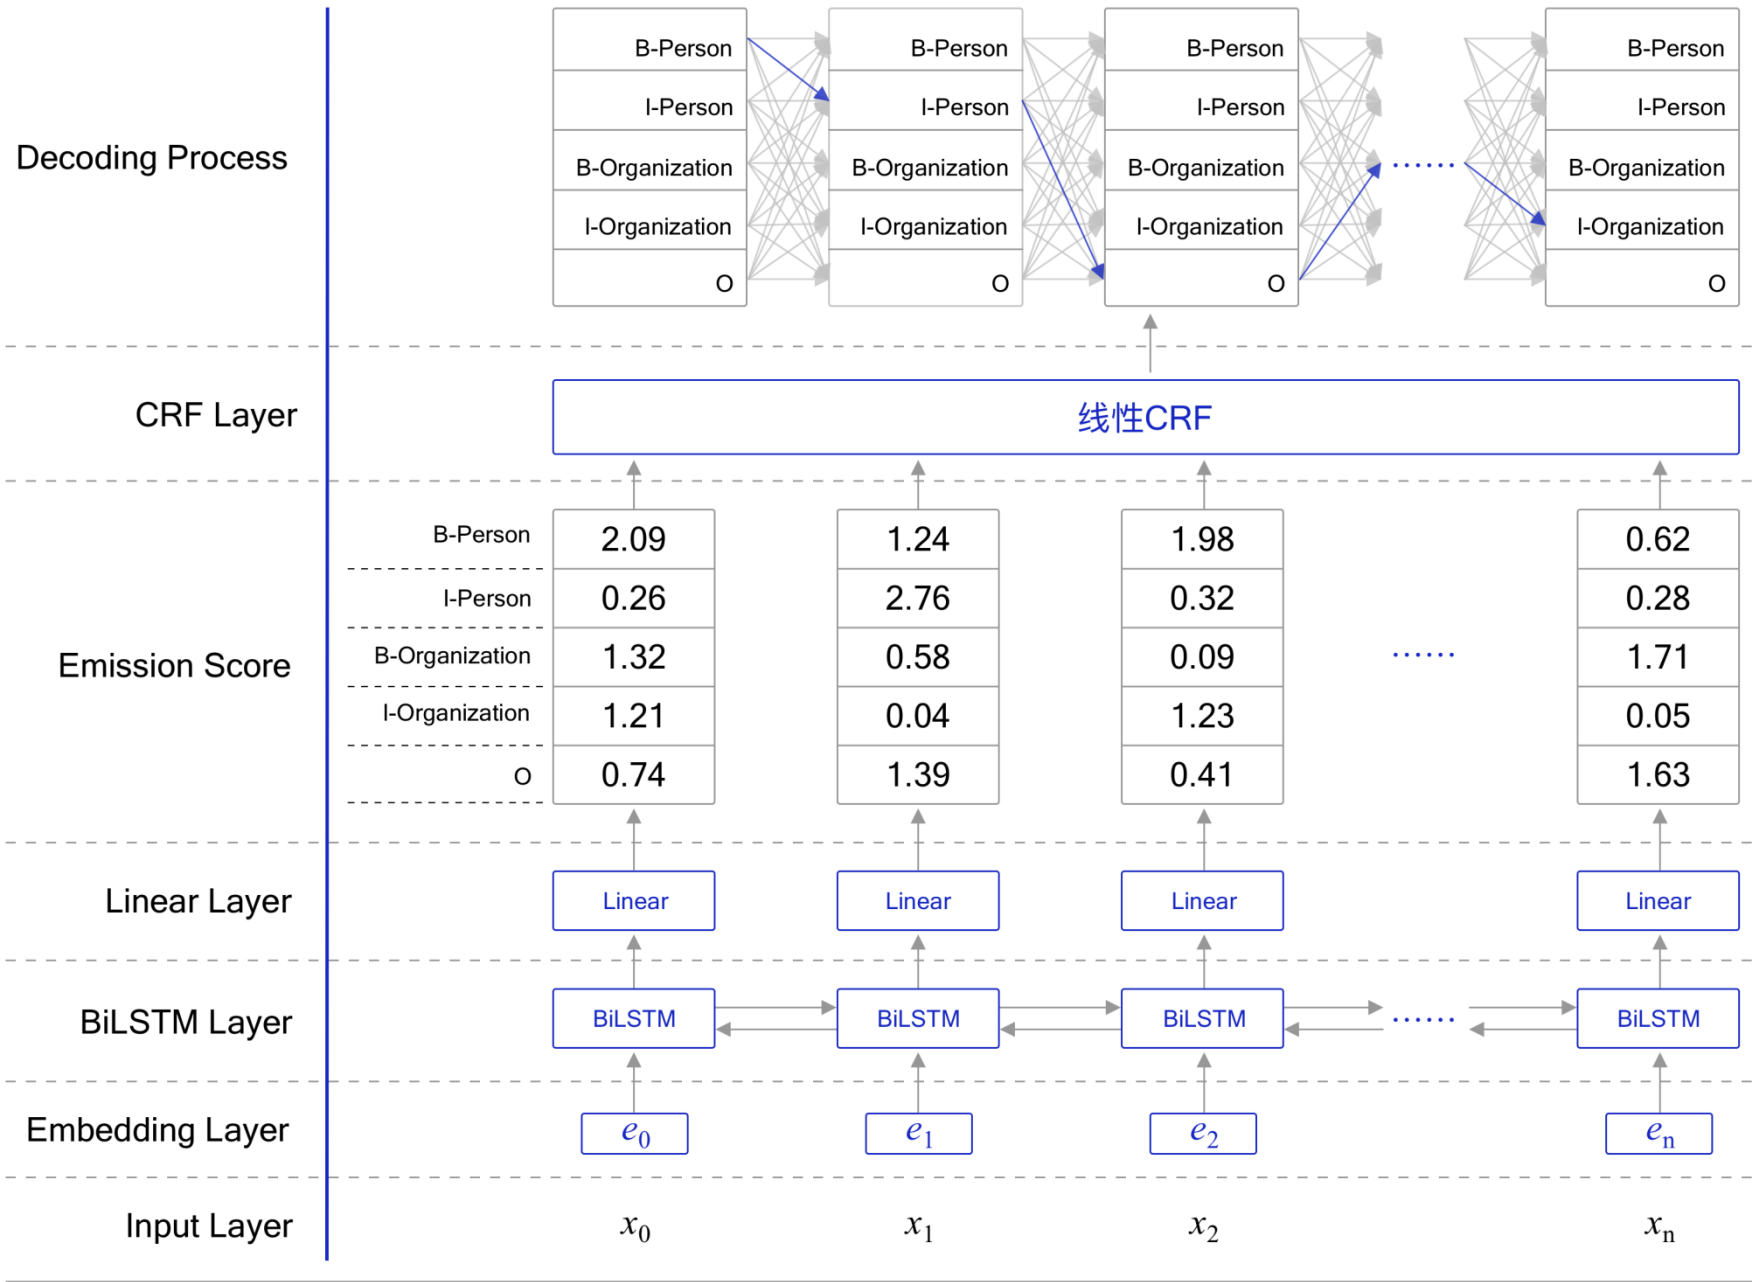 Decoding Process
B-Person B-Person B-Person B-Person
I-Person I-Person I-Person I-Person
B-Organization B-Organization B-Organization ...... B-Organization
I-Organization I-Organization I-Organization I-Organization
O O O O
CRF Layer
线性CRF
Emission Score
B-Person 2.09 1.24 1.98 0.62
I-Person 0.26 2.76 0.32 0.28
B-Organization 1.32 0.58 0.09 ...... 1.71
I-Organization 1.21 0.04 1.23 0.05
O 0.74 1.39 0.41 1.63
Linear Layer Linear Linear Linear Linear
BiLSTM Layer BiLSTM BiLSTM BiLSTM ...... BiLSTM
Embedding Layer e₀ e₁ e₂ eₙ
Input Layer x₀ x₁ x₂ xₙ